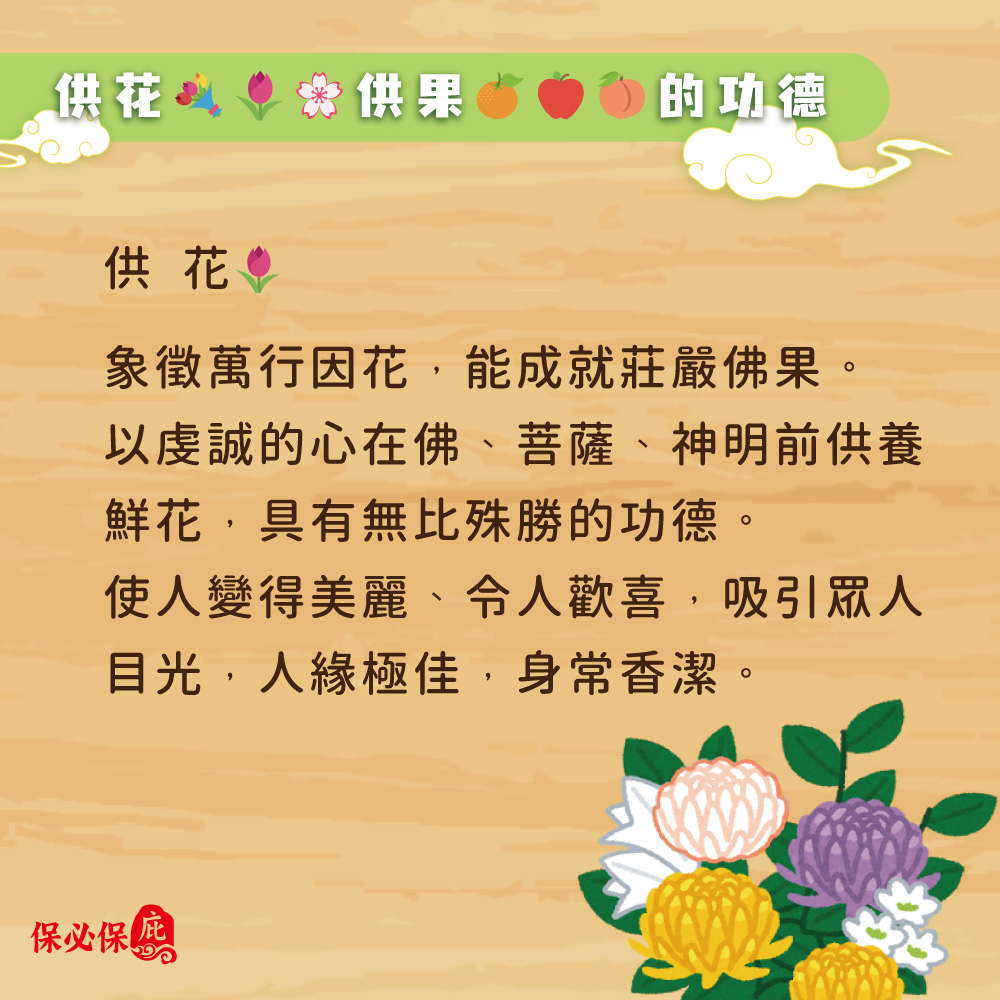 供花💐🌷🌸供果🍊🍎🍑的功德
供 花🌷
象徵萬行因花，能成就莊嚴佛果。
以虔誠的心在佛、菩薩、神明前供養
鮮花，具有無比殊勝的功德。
使人變得美麗、令人歡喜，吸引眾人
目光，人緣極佳，身常香潔。
保必保庇